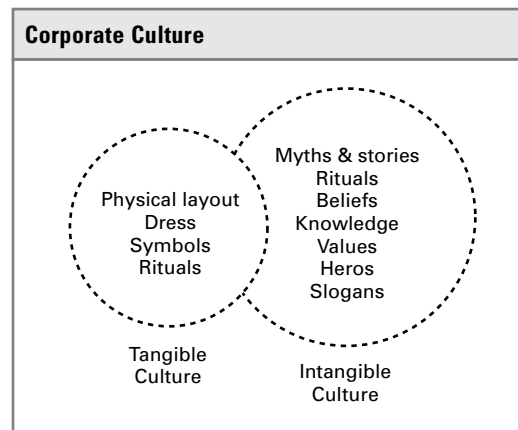 Corporate Culture
Physical layout
Dress
Symbols
Rituals
Tangible
Culture
Myths & stories
Rituals
Beliefs
Knowledge
Values
Heros
Slogans
Intangible
Culture